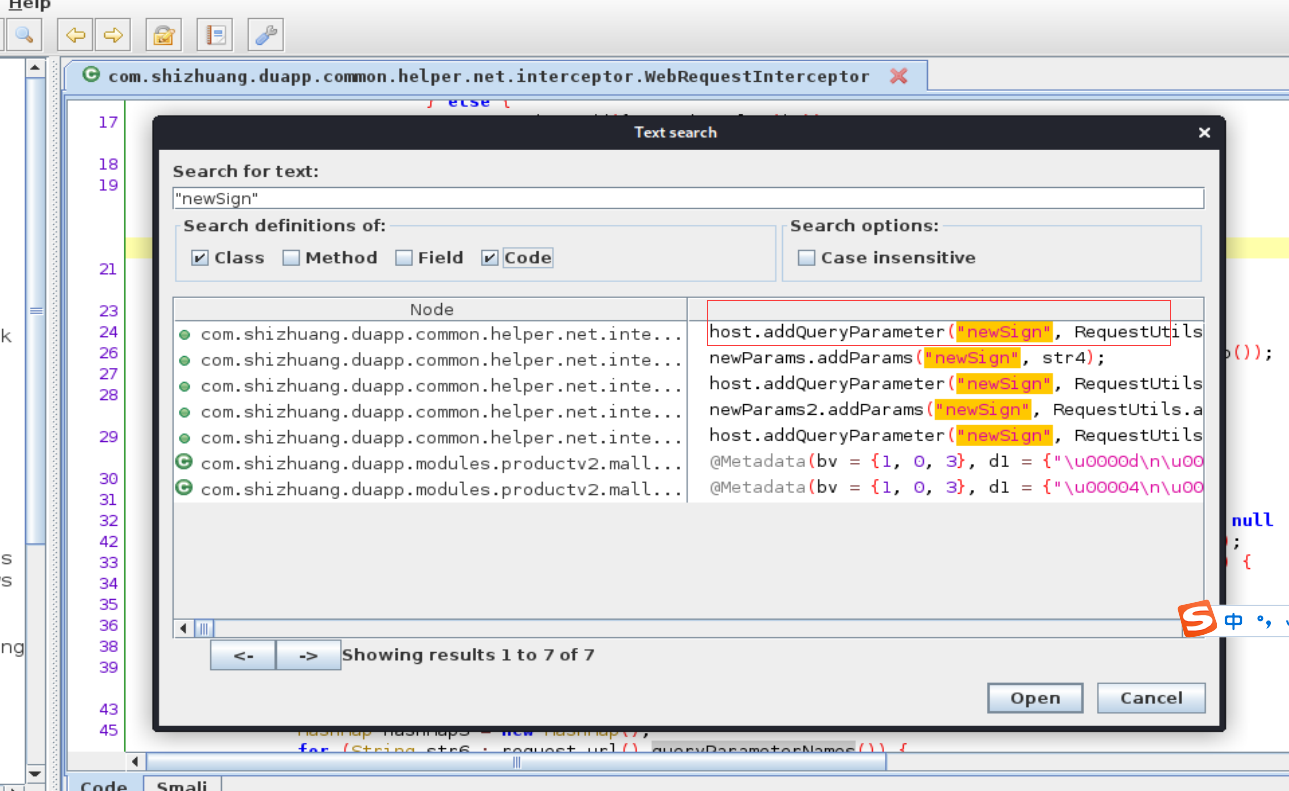 Help
com.shizhuang.duapp.common.helper.net.interceptor.WebRequestInterceptor
} else {
17
Text search
Search for text:
18
19
"newSign"
Search definitions of:
Search options:
Class Method Field Code
Case insensitive
21
23
Node
k
24
com.shizhuang.duapp.common.helper.net.inte... host.addQueryParameter("newSign", RequestUtils
26
com.shizhuang.duapp.common.helper.net.inte... newParams.addParams("newSign", str4);
());
27
com.shizhuang.duapp.common.helper.net.inte... host.addQueryParameter("newSign", RequestUtils
28
com.shizhuang.duapp.common.helper.net.inte... newParams2.addParams("newSign", RequestUtils.a
29
com.shizhuang.duapp.common.helper.net.inte... host.addQueryParameter("newSign", RequestUtils
com.shizhuang.duapp.modules.productv2.mall... @Metadata(bv = {1, 0, 3}, d1 = {"\u0000d\n\u00
30
com.shizhuang.duapp.modules.productv2.mall... @Metadata(bv = {1, 0, 3}, d1 = {"\u00004\n\u00
31
32
null
42
;
33
{
s
34
s
35
36
中 °,
38
ng
<- -> Showing results 1 to 7 of 7
39
Open Cancel
43
45
HashMap hashMap3 = new HashMap();
for (String str6 : request.url().queryParameterNames()) {
Code Smali